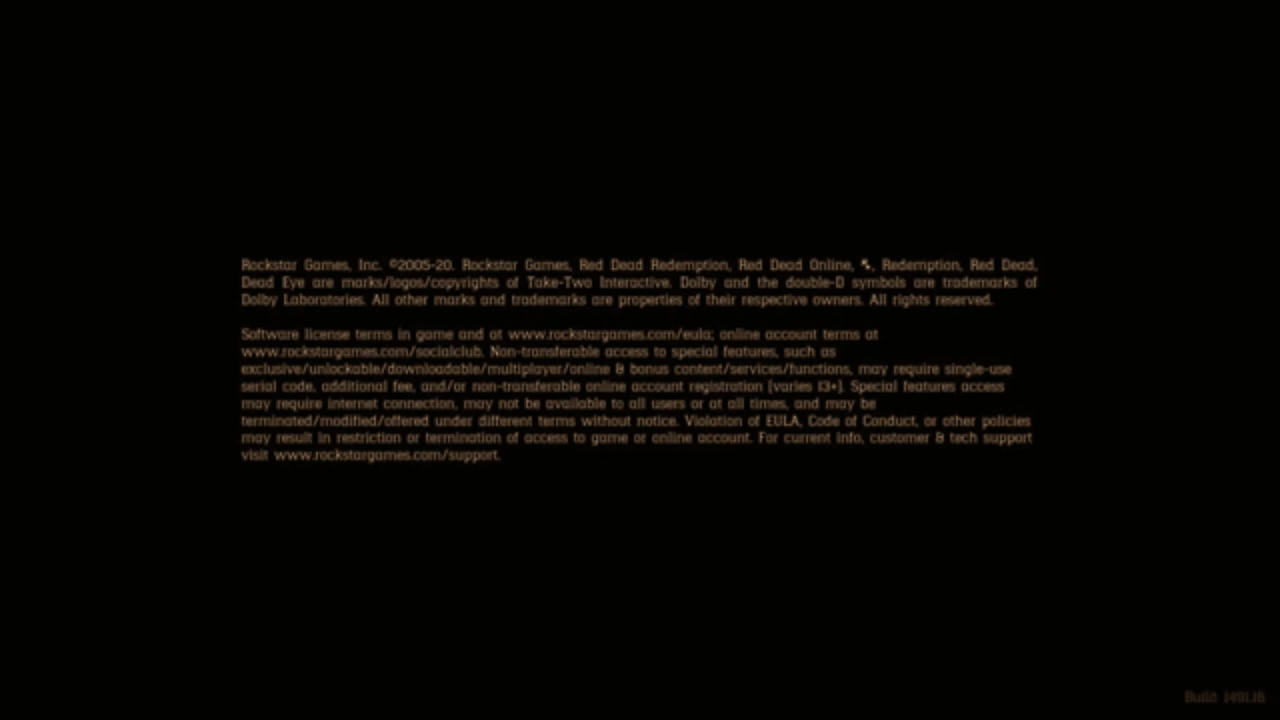 Rockstar Games, Inc. ©2005-20. Rockstar Games, Red Dead Redemption, Red Dead Online, , Redemption, Red Dead,
Dead Eye are marks/logos/copyrights of Take-Two Interactive. Dolby and the double-D symbols are trademarks of
Dolby Laboratories. All other marks and trademarks are properties of their respective owners. All rights reserved.
Software license terms in game and at www.rockstargames.com/eula; online account terms at
www.rockstargames.com/socialclub. Non-transferable access to special features, such as
exclusive/unlockable/downloadable/multiplayer/online & bonus content/services/functions, may require single-use
serial code, additional fee, and/or non-transferable online account registration (varies 13+). Special features access
may require internet connection, may not be available to all users or at all times, and may be
terminated/modified/offered under different terms without notice. Violation of EULA, Code of Conduct, or other policies
may result in restriction or termination of access to game or online account. For current info, customer & tech support
visit www.rockstargames.com/support.
Build